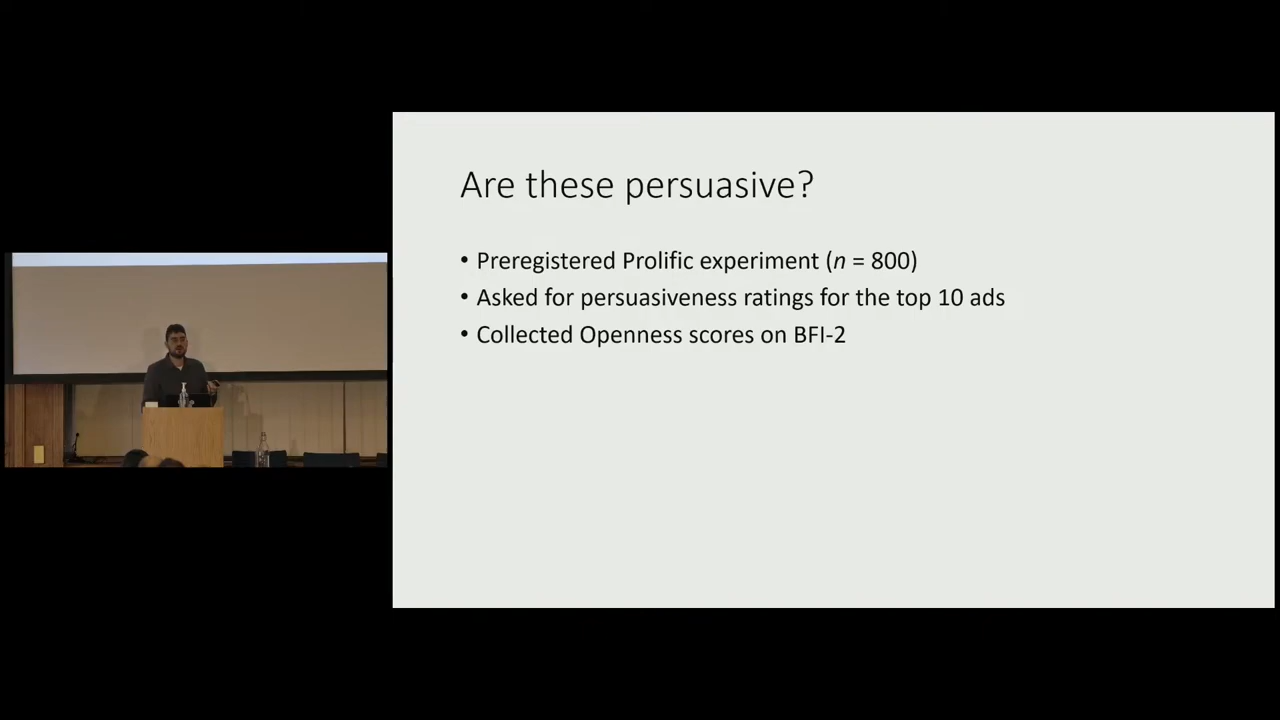 Are these persuasive?
• Preregistered Prolific experiment (n = 800)
• Asked for persuasiveness ratings for the top 10 ads
• Collected Openness scores on BFI-2